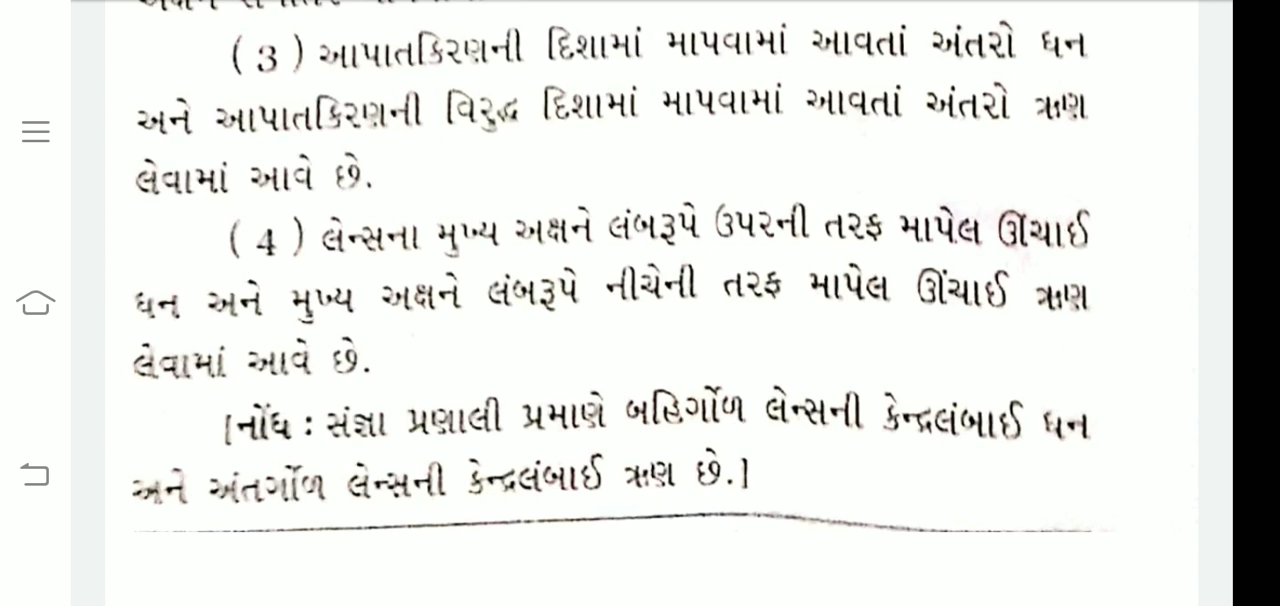 (3) આપાતકિરણની દિશામાં માપવામાં આવતાં અંતરો ધન
અને આપાતકિરણની વિરુદ્ધ દિશામાં માપવામાં આવતાં અંતરો ઋણ
લેવામાં આવે છે.
(4) લેન્સના મુખ્ય અક્ષને લંબરૂપે ઉપરની તરફ માપેલ ઊંચાઈ
ધન અને મુખ્ય અક્ષને લંબરૂપે નીચેની તરફ માપેલ ઊંચાઈ ઋણ
લેવામાં આવે છે.
[નોંધ : સંજ્ઞા પ્રણાલી પ્રમાણે બહિર્ગોળ લેન્સની કેન્દ્રલંબાઈ ધન
અને અંતર્ગોળ લેન્સની કેન્દ્રલંબાઈ ઋણ છે.]